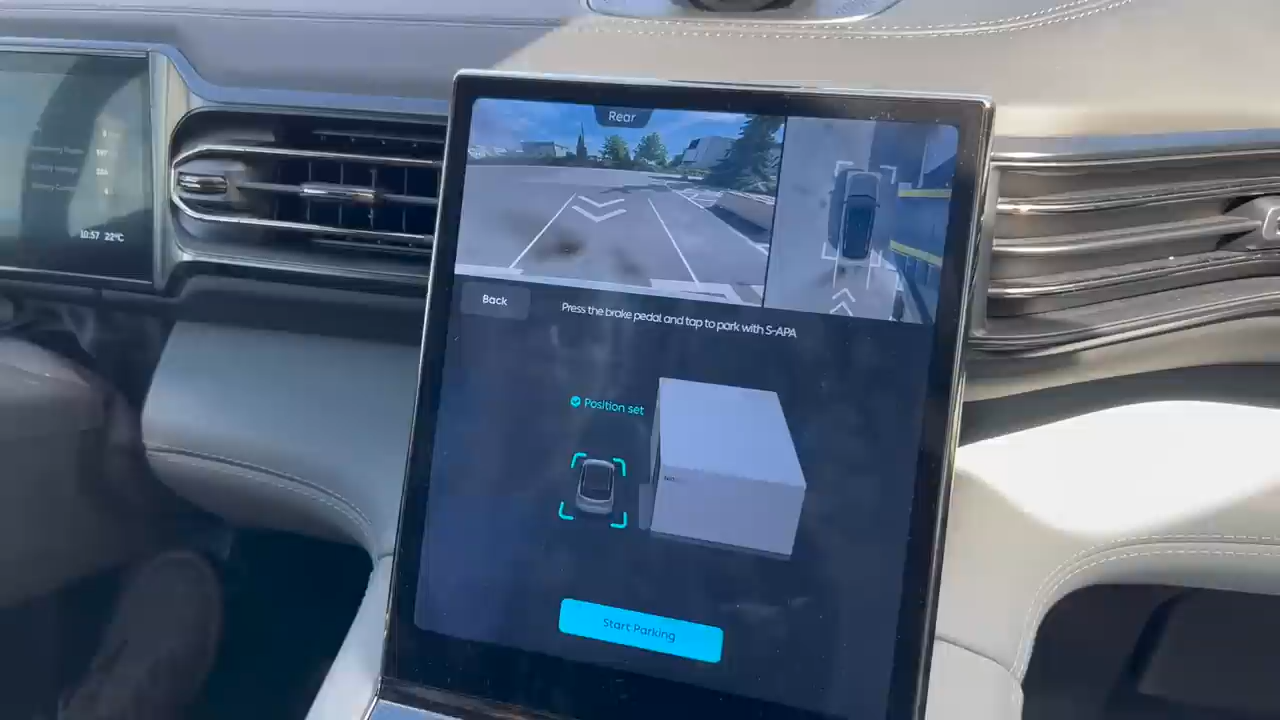 Rear
10:57 22°C
Back
Press the brake pedal and tap to park with S-APA
Position set
Start Parking